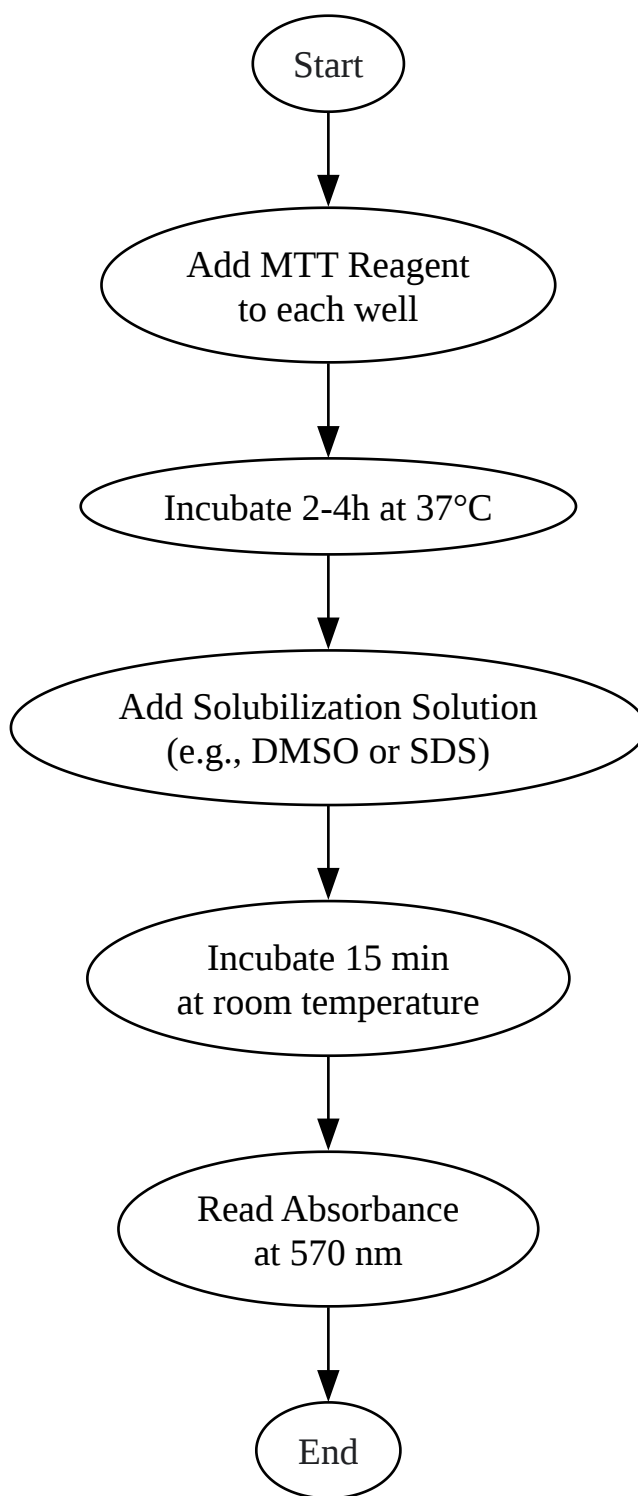 Start
Add MTT Reagent
to each well
Incubate 2-4h at 37°C
Add Solubilization Solution
(e.g., DMSO or SDS)
Incubate 15 min
at room temperature
Read Absorbance
at 570 nm
End